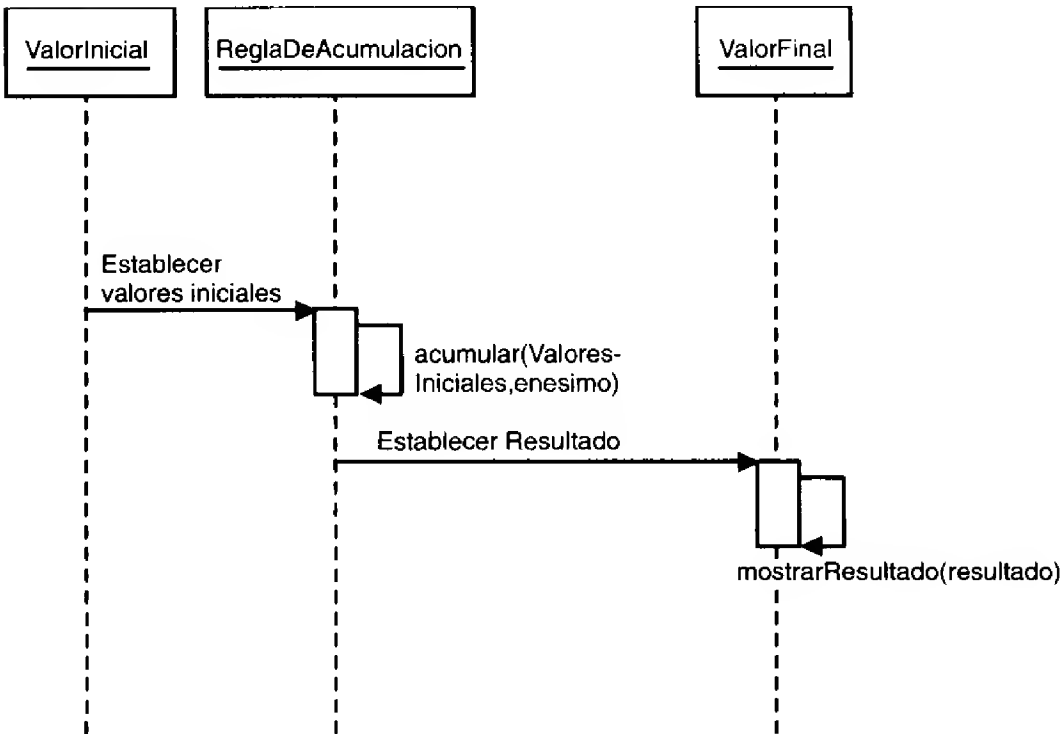 ValorInicial
ReglaDeAcumulacion
ValorFinal
Establecer
valores iniciales
acumular(Valores-
Iniciales,enesimo)
Establecer Resultado
mostrarResultado(resultado)